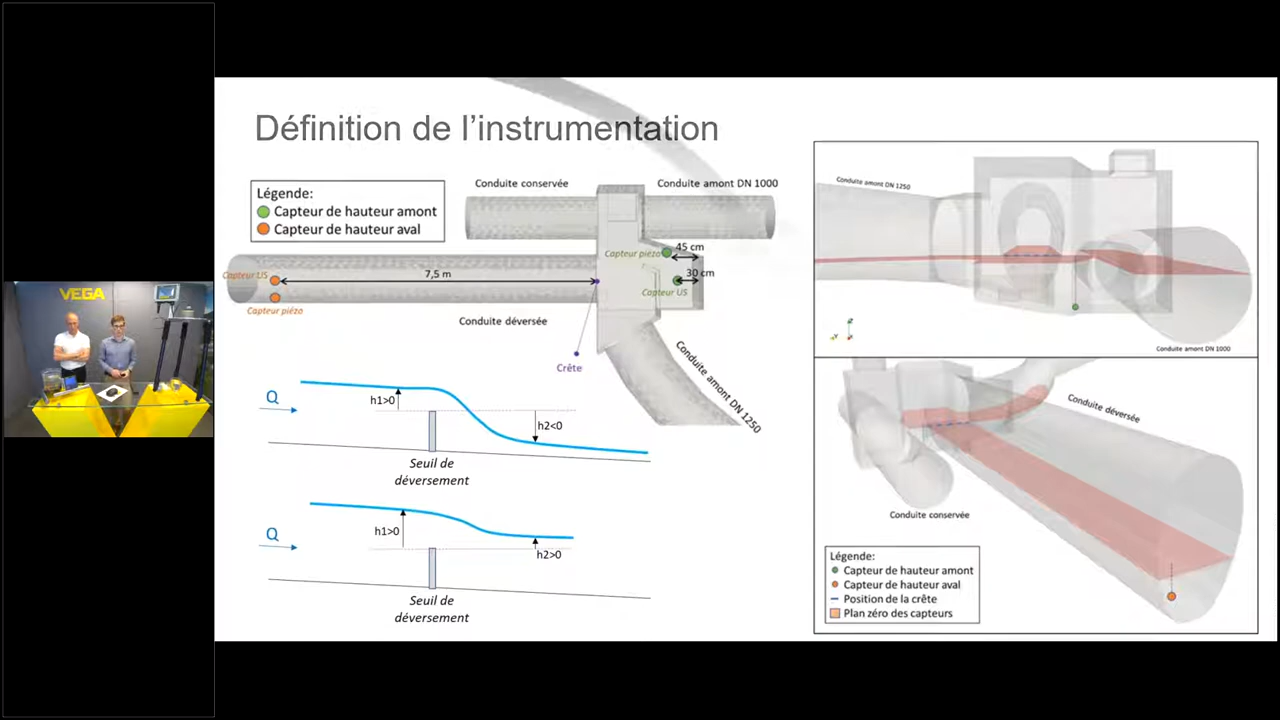 VEGA
Définition de l'instrumentation
Légende:
Capteur de hauteur amont
Capteur de hauteur aval
Conduite conservée
Conduite amont DN 1000
Capteur piezo
45 cm
30 cm
Capteur US
Capteur US
7,5 m
Capteur piézo
Conduite déversée
Crête
Conduite amont DN 1250
Q
h1>0
h2<0
Seuil de
déversement
Q
h1>0
h2>0
Seuil de
déversement
Conduite amont DN 1250
Conduite amont DN 1000
Conduite déversée
Conduite conservée
Légende:
Capteur de hauteur amont
Capteur de hauteur aval
Position de la crête
Plan zéro des capteurs